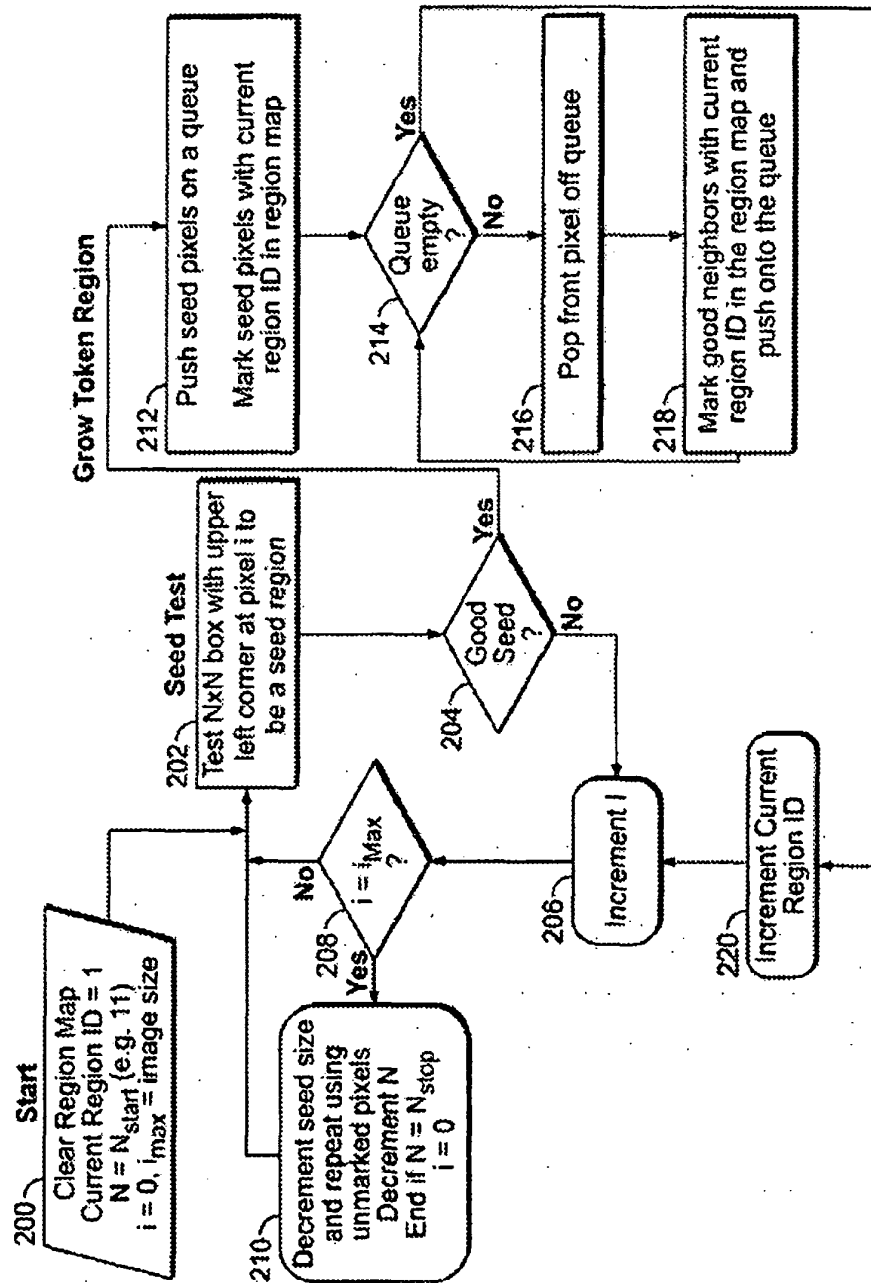 Start
200
Clear Region Map
Current Region ID = 1
N = Nstart (e.g. 11)
i = 0, imax = image size
Seed Test
202
Test NxN box with upper
left corner at pixel i to
be a seed region
204
Good
Seed
?
Yes
No
206
Increment I
208
i = iMax
?
No
Yes
210
Decrement seed size
and repeat using
unmarked pixels
Decrement N
End if N = Nstop
i = 0
Grow Token Region
212
Push seed pixels on a queue
Mark seed pixels with current
region ID in region map
214
Queue
empty
?
Yes
No
216
Pop front pixel off queue
218
Mark good neighbors with current
region ID in the region map and
push onto the queue
220
Increment Current
Region ID